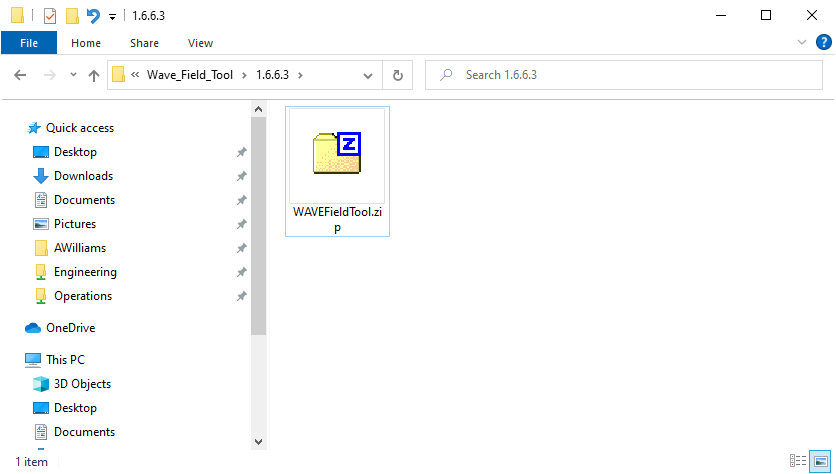 1.6.6.3
File Home Share View
« Wave_Field_Tool > 1.6.6.3 > Search 1.6.6.3
Quick access
Desktop
Downloads
Documents
Pictures
AWilliams
Engineering
Operations
OneDrive
This PC
3D Objects
Desktop
Documents
Z
WAVEFieldTool.zi
p
1 item